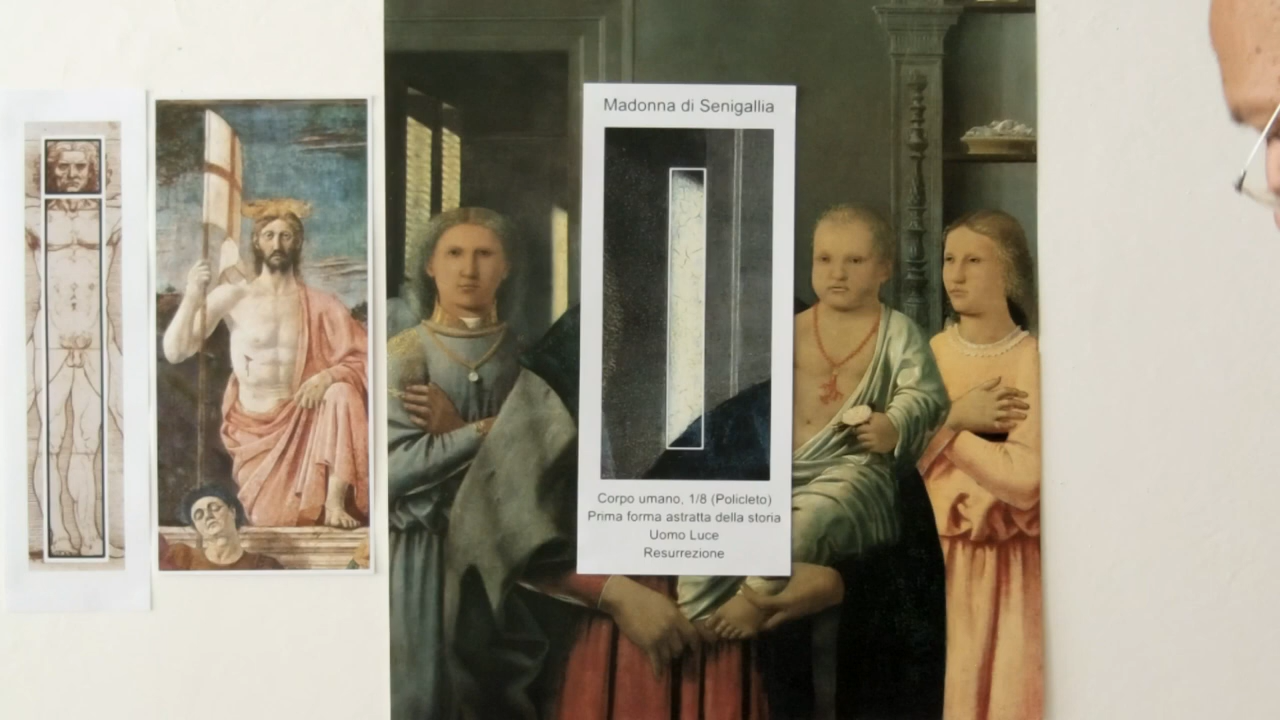 Madonna di Senigallia
Corpo umano, 1/8 (Policleto)
Prima forma astratta della storia
Uomo Luce
Resurrezione